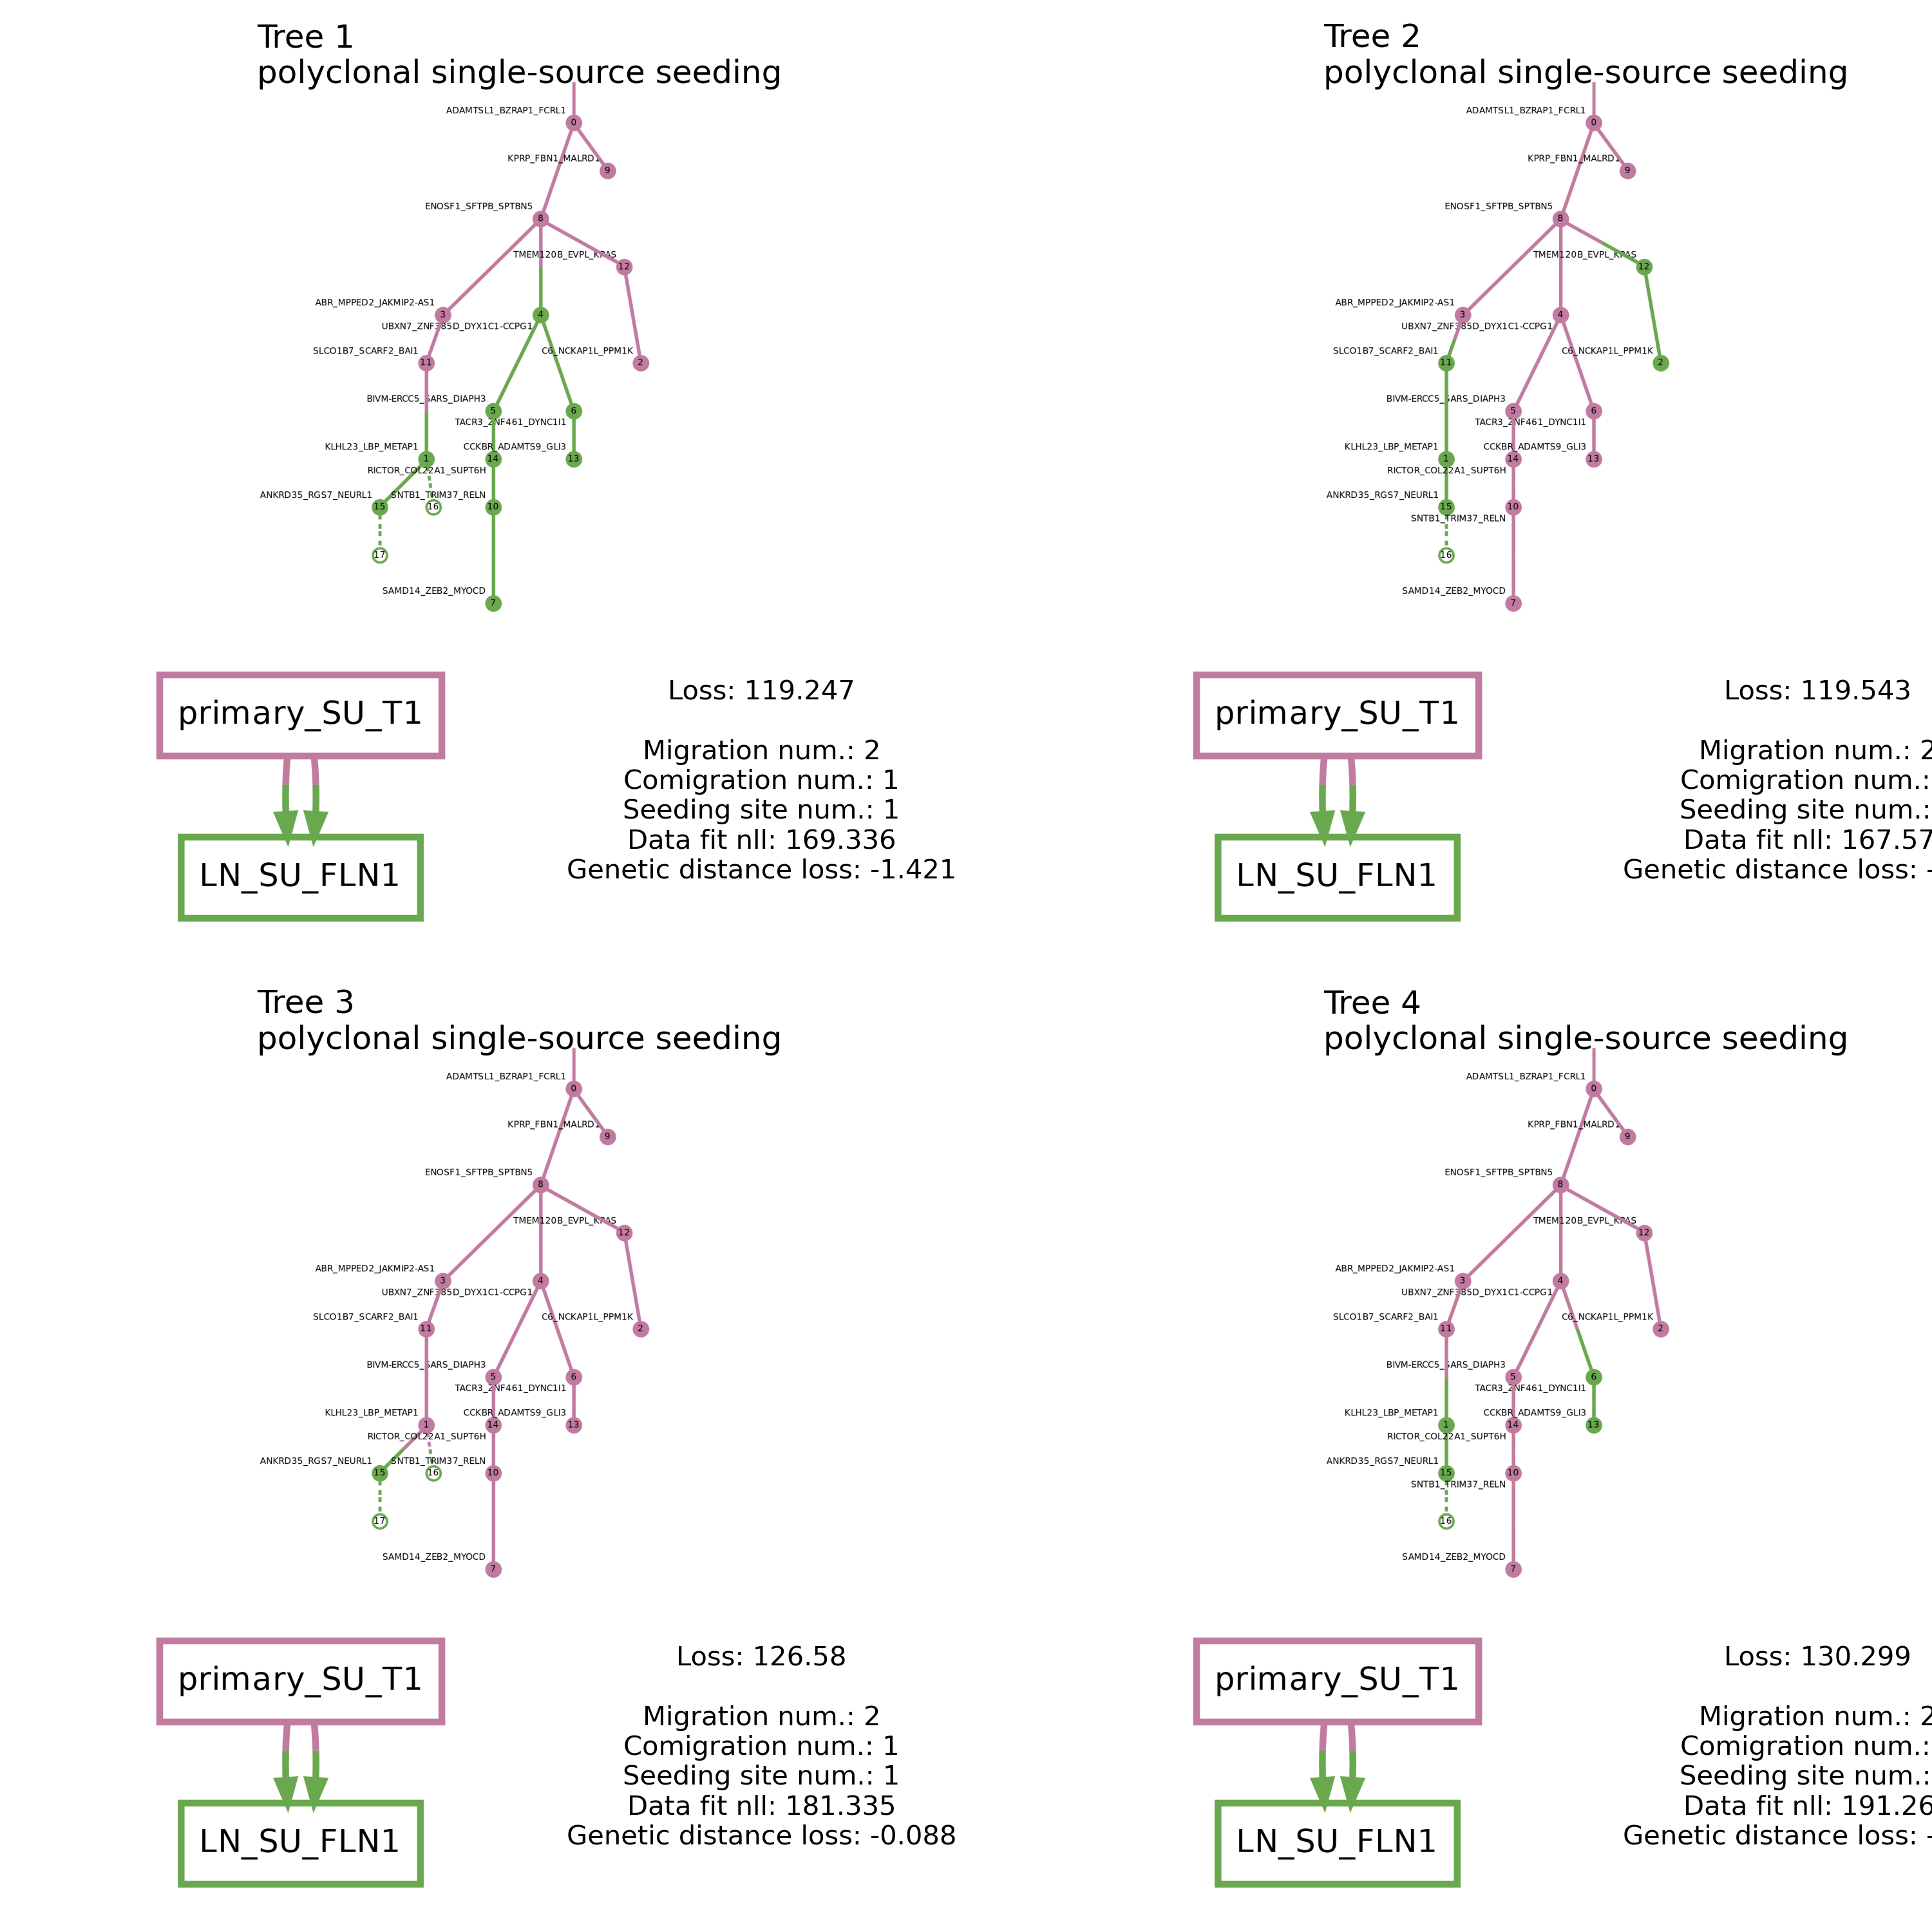 Tree 1
polyclonal single-source seeding
ADAMTSL1_BZRAP1_FCRL1
0
KPRP_FBN1_MALRD1
9
ENOSF1_SFTPB_SPTBN5
8
TMEM120B_EVPL_KRAS
12
ABR_MPPED2_JAKMIP2-AS1
3
4
UBXN7_ZNF385D_DYX1C1-CCPG1
SLCO1B7_SCARF2_BAI1
11
C6_NCKAP1L_PPM1K
2
BIVM-ERCC5_SARS_DIAPH3
5
6
TACR3_ZNF461_DYNC1I1
KLHL23_LBP_METAP1
1
14
CCKBR_ADAMTS9_GLI3
13
RICTOR_COL22A1_SUPT6H
ANKRD35_RGS7_NEURL1
15
SNTB1_TRIM37_RELN
16
10
17
SAMD14_ZEB2_MYOCD
7
primary_SU_T1
LN_SU_FLN1
Loss: 119.247
Migration num.: 2
Comigration num.: 1
Seeding site num.: 1
Data fit nll: 169.336
Genetic distance loss: -1.421
Tree 2
polyclonal single-source seeding
ADAMTSL1_BZRAP1_FCRL1
0
KPRP_FBN1_MALRD1
9
ENOSF1_SFTPB_SPTBN5
8
TMEM120B_EVPL_KRAS
12
ABR_MPPED2_JAKMIP2-AS1
3
4
UBXN7_ZNF385D_DYX1C1-CCPG1
SLCO1B7_SCARF2_BAI1
11
C6_NCKAP1L_PPM1K
2
BIVM-ERCC5_SARS_DIAPH3
5
6
TACR3_ZNF461_DYNC1I1
KLHL23_LBP_METAP1
1
14
CCKBR_ADAMTS9_GLI3
13
RICTOR_COL22A1_SUPT6H
ANKRD35_RGS7_NEURL1
15
10
SNTB1_TRIM37_RELN
16
SAMD14_ZEB2_MYOCD
7
primary_SU_T1
LN_SU_FLN1
Loss: 119.543
Migration num.: 2
Comigration num.:
Seeding site num.:
Data fit nll: 167.57
Genetic distance loss: -
Tree 3
polyclonal single-source seeding
ADAMTSL1_BZRAP1_FCRL1
0
KPRP_FBN1_MALRD1
9
ENOSF1_SFTPB_SPTBN5
8
TMEM120B_EVPL_KRAS
12
ABR_MPPED2_JAKMIP2-AS1
3
4
UBXN7_ZNF385D_DYX1C1-CCPG1
SLCO1B7_SCARF2_BAI1
11
C6_NCKAP1L_PPM1K
2
BIVM-ERCC5_SARS_DIAPH3
5
6
TACR3_ZNF461_DYNC1I1
KLHL23_LBP_METAP1
1
14
CCKBR_ADAMTS9_GLI3
13
RICTOR_COL22A1_SUPT6H
ANKRD35_RGS7_NEURL1
15
SNTB1_TRIM37_RELN
16
10
17
SAMD14_ZEB2_MYOCD
7
primary_SU_T1
LN_SU_FLN1
Loss: 126.58
Migration num.: 2
Comigration num.: 1
Seeding site num.: 1
Data fit nll: 181.335
Genetic distance loss: -0.088
Tree 4
polyclonal single-source seeding
ADAMTSL1_BZRAP1_FCRL1
0
KPRP_FBN1_MALRD1
9
ENOSF1_SFTPB_SPTBN5
8
TMEM120B_EVPL_KRAS
12
ABR_MPPED2_JAKMIP2-AS1
3
4
UBXN7_ZNF385D_DYX1C1-CCPG1
SLCO1B7_SCARF2_BAI1
11
C6_NCKAP1L_PPM1K
2
BIVM-ERCC5_SARS_DIAPH3
5
6
TACR3_ZNF461_DYNC1I1
KLHL23_LBP_METAP1
1
14
CCKBR_ADAMTS9_GLI3
13
RICTOR_COL22A1_SUPT6H
ANKRD35_RGS7_NEURL1
15
10
SNTB1_TRIM37_RELN
16
SAMD14_ZEB2_MYOCD
7
primary_SU_T1
LN_SU_FLN1
Loss: 130.299
Migration num.: 2
Comigration num.:
Seeding site num.:
Data fit nll: 191.26
Genetic distance loss: -